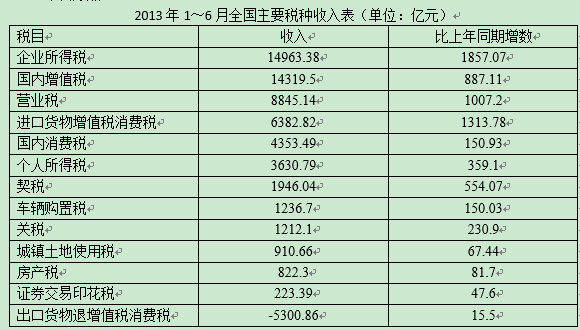 2013 年 1～6 月全国主要税种收入表（单位：亿元）
税目 收入 比上年同期增数
企业所得税 14963.38 1857.07
国内增值税 14319.5 887.11
营业税 8845.14 1007.2
进口货物增值税消费税 6382.82 1313.78
国内消费税 4353.49 150.93
个人所得税 3630.79 359.1
契税 1946.04 554.07
车辆购置税 1236.7 150.03
关税 1212.1 230.9
城镇土地使用税 910.66 67.44
房产税 822.3 81.7
证券交易印花税 223.39 47.6
出口货物退增值税消费税 -5300.86 15.5